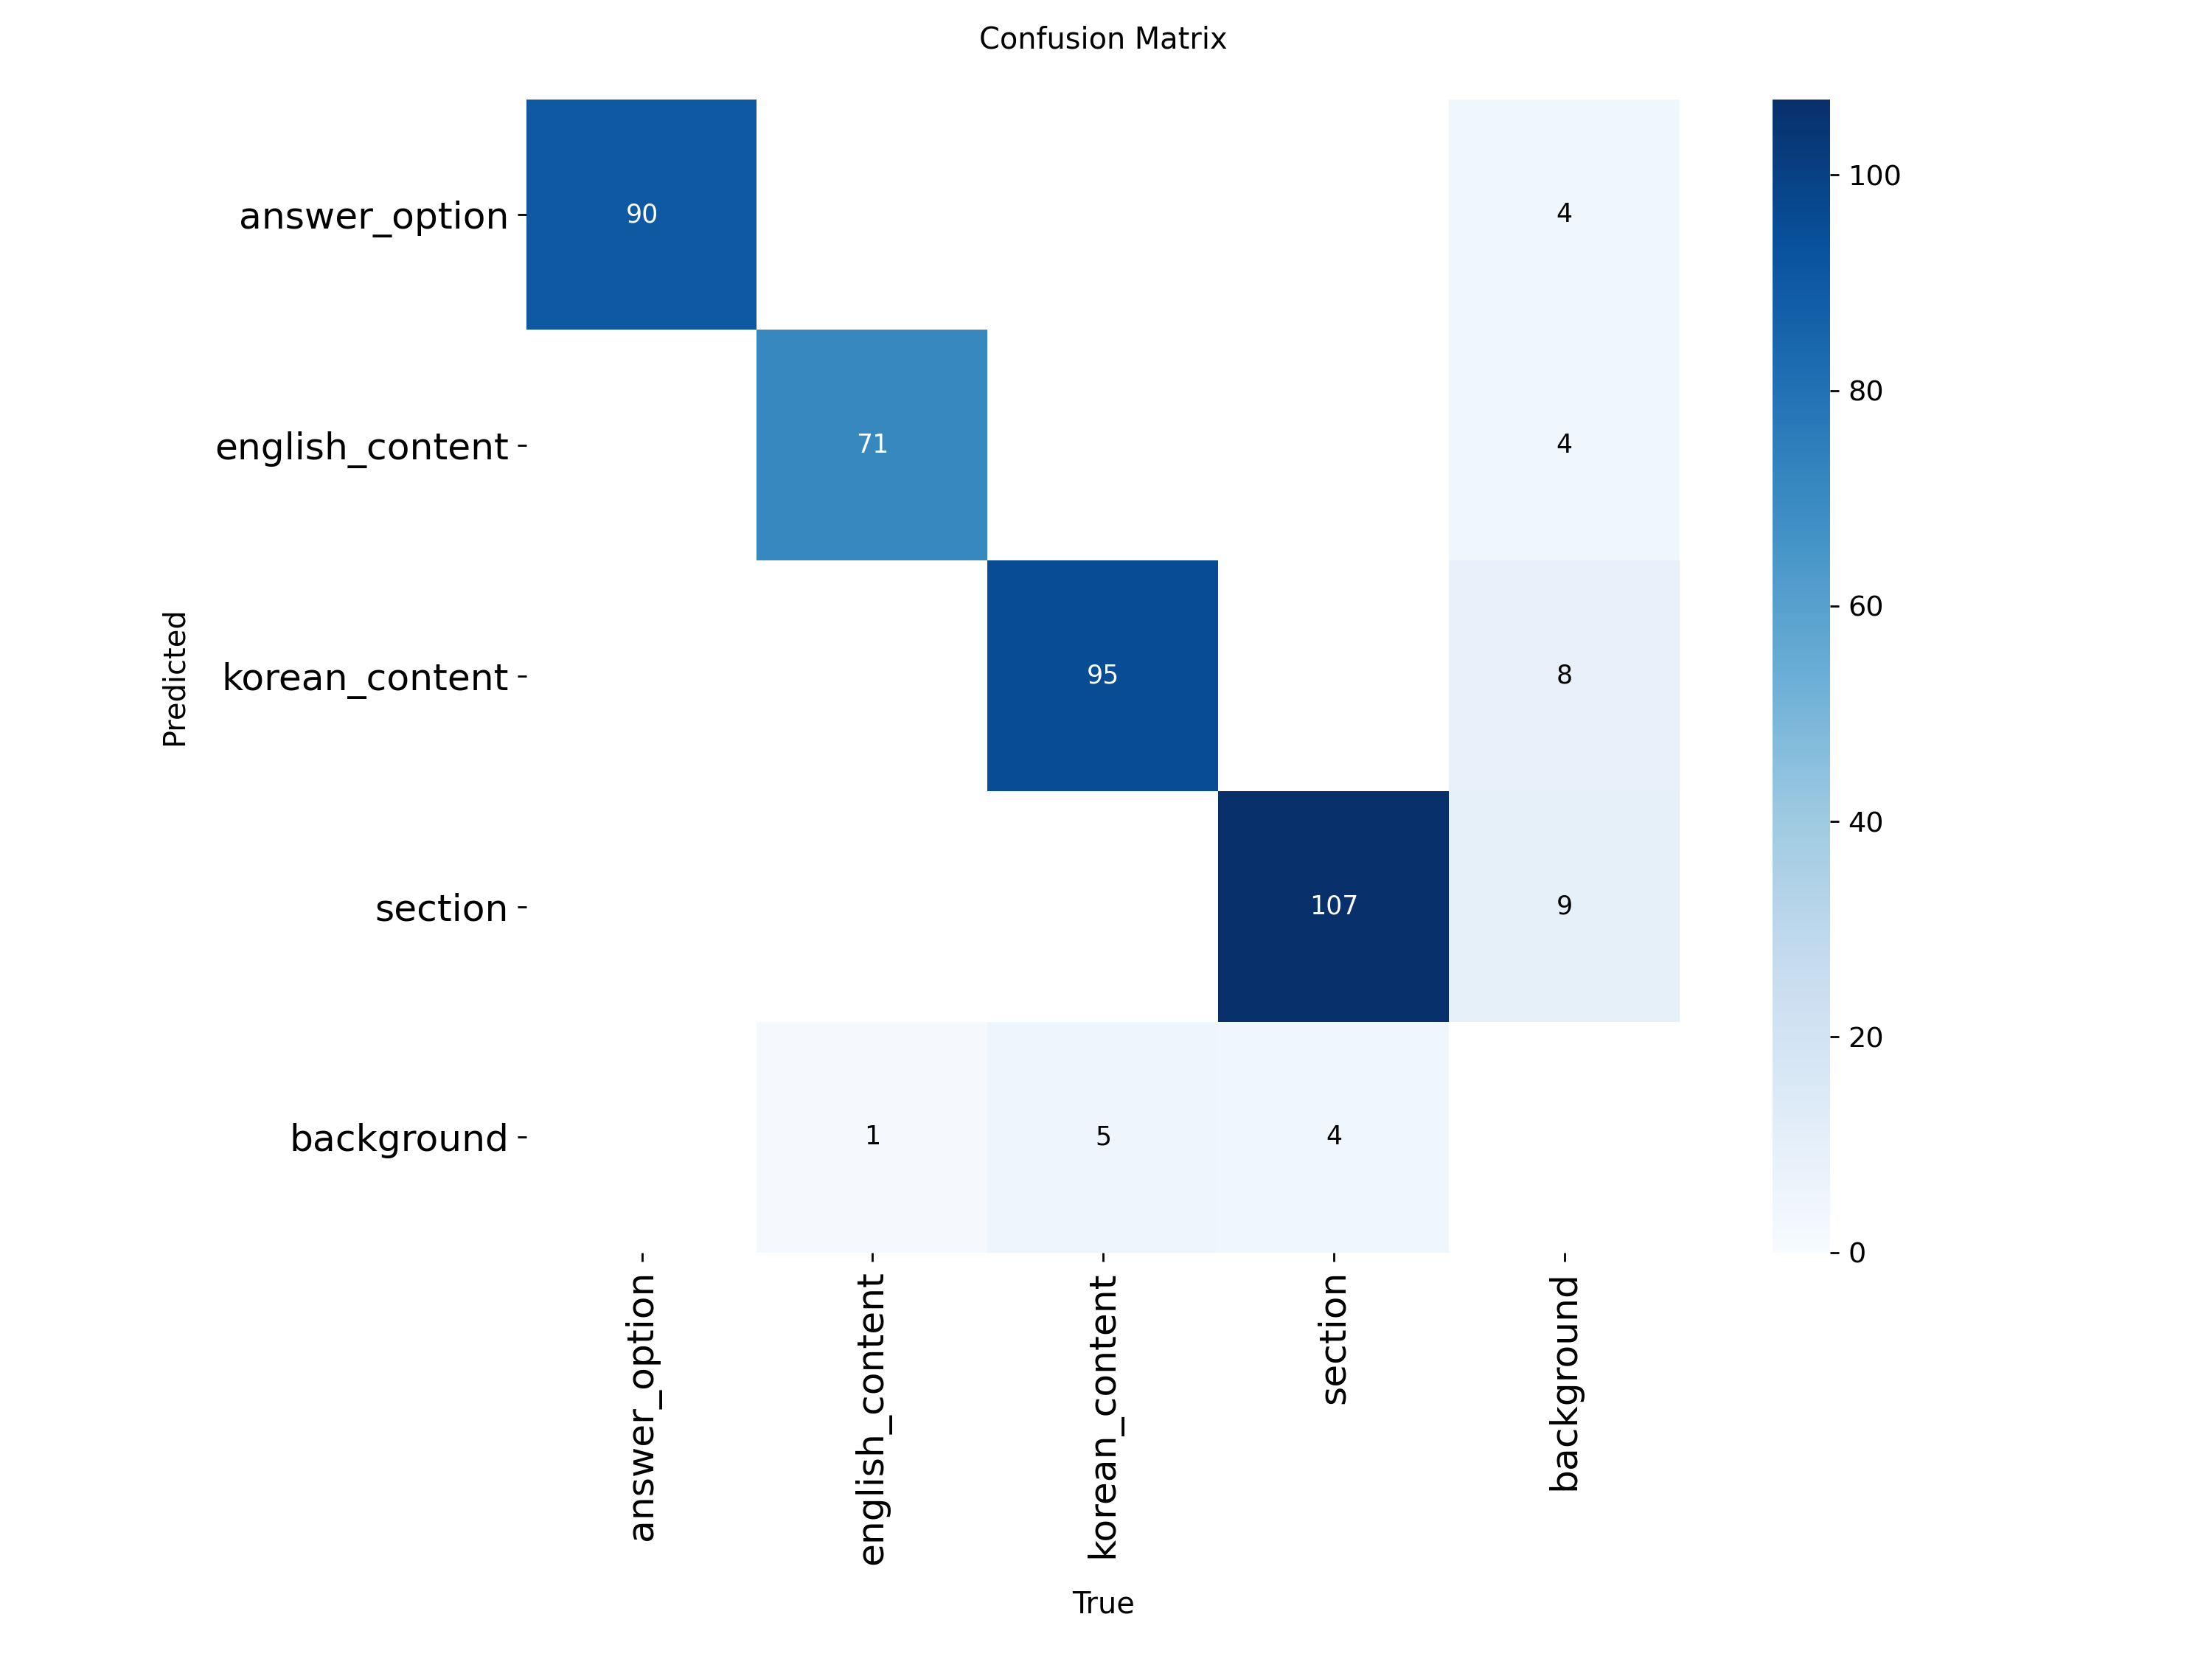 Confusion Matrix
answer_option
90
4
100
80
english_content
71
4
60
Predicted
korean_content
95
8
40
section
107
9
20
background
1
5
4
0
answer_option
english_content
korean_content
section
background
True